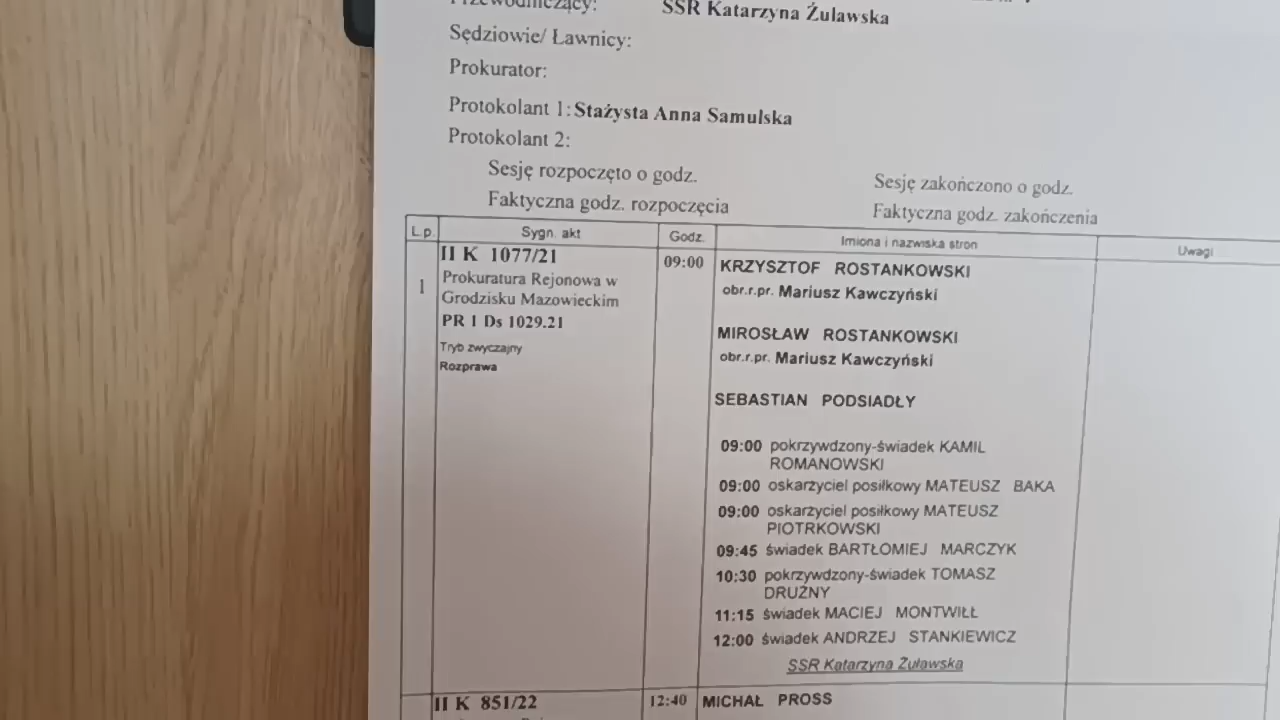 Przewodniczący: SSR Katarzyna Żulawska
Sędziowie/ Ławnicy:
Prokurator:
Protokolant 1: Stażysta Anna Samulska
Protokolant 2:
Sesję rozpoczęto o godz. Sesję zakończono o godz.
Faktyczna godz. rozpoczęcia Faktyczna godz. zakończenia
L.p. Sygn. akt Godz. Imiona i nazwiska stron Uwagi
1 II K 1077/21 09:00 KRZYSZTOF ROSTANKOWSKI
Prokuratura Rejonowa w obr.r.pr. Mariusz Kawczyński
Grodzisku Mazowieckim
PR 1 Ds 1029.21 MIROSŁAW ROSTANKOWSKI
Tryb zwyczajny obr.r.pr. Mariusz Kawczyński
Rozprawa
SEBASTIAN PODSIADŁY
09:00 pokrzywdzony-świadek KAMIL
ROMANOWSKI
09:00 oskarżyciel posiłkowy MATEUSZ BAKA
09:00 oskarżyciel posiłkowy MATEUSZ
PIOTRKOWSKI
09:45 świadek BARTŁOMIEJ MARCZYK
10:30 pokrzywdzony-świadek TOMASZ
DRUŻNY
11:15 świadek MACIEJ MONTWIŁŁ
12:00 świadek ANDRZEJ STANKIEWICZ
SSR Katarzyna Żuławska
II K 851/22 12:40 MICHAŁ PROSS